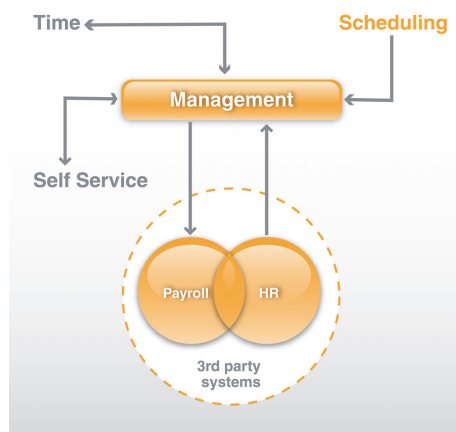 Time
Scheduling
Management
Self Service
Payroll
HR
3rd party
systems